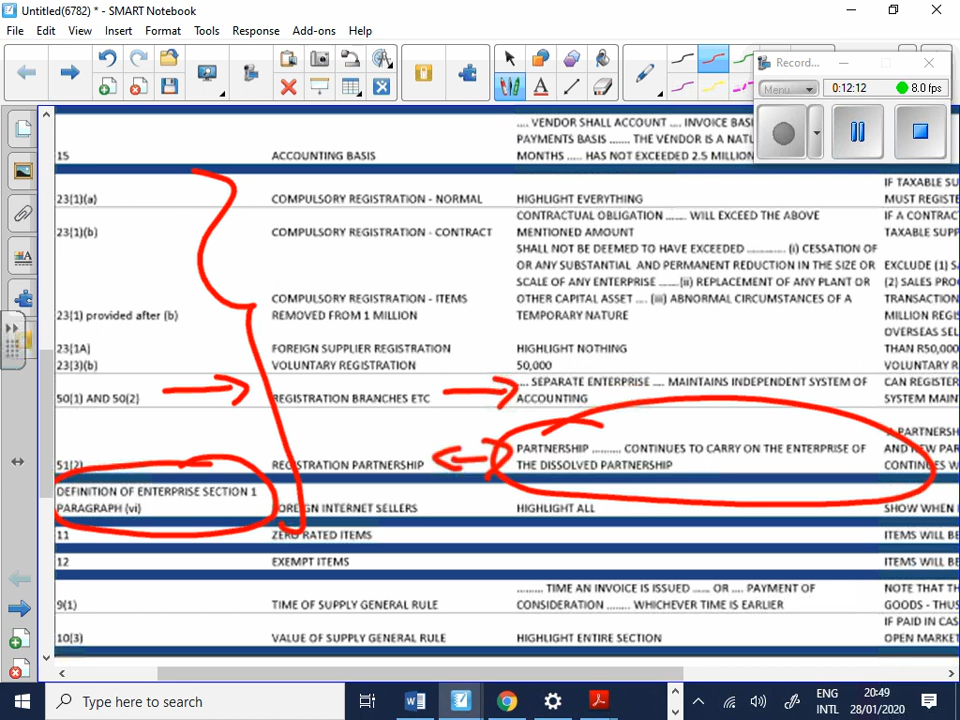 Untitled(6782) * - SMART Notebook
File Edit View Insert Format Tools Response Add-ons Help
Record...
Menu 0:12:12 8.0 fps
.... VENDOR SHALL ACCOUNT .... INVOICE BASI
PAYMENTS BASIS ....... THE VENDOR IS A NATU
15 ACCOUNTING BASIS MONTHS ..... HAS NOT EXCEEDED 2.5 MILLION
IF TAXABLE SU
23(1)(a) COMPULSORY REGISTRATION - NORMAL HIGHLIGHT EVERYTHING MUST REGISTER
CONTRACTUAL OBLIGATION ....... WILL EXCEED THE ABOVE IF A CONTRACT
23(1)(b) COMPULSORY REGISTRATION - CONTRACT MENTIONED AMOUNT TAXABLE SUPP
SHALL NOT BE DEEMED TO HAVE EXCEEDED ............ (i) CESSATION OF
OR ANY SUBSTANTIAL AND PERMANENT REDUCTION IN THE SIZE OR EXCLUDE (1) SA
SCALE OF ANY ENTERPRISE ......(ii) REPLACEMENT OF ANY PLANT OR (2) SALES PRO
COMPULSORY REGISTRATION - ITEMS OTHER CAPITAL ASSET .... (iii) ABNORMAL CIRCUMSTANCES OF A TRANSACTION
23(1) provided after (b) REMOVED FROM 1 MILLION TEMPORARY NATURE MILLION REGIS
OVERSEAS SEL
23(1A) FOREIGN SUPPLIER REGISTRATION HIGHLIGHT NOTHING THAN R50,000
23(3)(b) VOLUNTARY REGISTRATION 50,000 VOLUNTARY R
.... SEPARATE ENTERPRISE .... MAINTAINS INDEPENDENT SYSTEM OF CAN REGISTER
50(1) AND 50(2) REGISTRATION BRANCHES ETC ACCOUNTING SYSTEM MAIN
A PARTNERSH
PARTNERSHIP .......... CONTINUES TO CARRY ON THE ENTERPRISE OF AND NEW PAR
51(2) REGISTRATION PARTNERSHIP THE DISSOLVED PARTNERSHIP CONTINUES W
DEFINITION OF ENTERPRISE SECTION 1
PARAGRAPH (vi) FOREIGN INTERNET SELLERS HIGHLIGHT ALL SHOW WHEN
11 ZERO RATED ITEMS ITEMS WILL BE
12 EXEMPT ITEMS ITEMS WILL BE
......... TIME AN INVOICE IS ISSUED ...... OR .... PAYMENT OF NOTE THAT TH
9(1) TIME OF SUPPLY GENERAL RULE CONSIDERATION ........ WHICHEVER TIME IS EARLIER GOODS - THUS
IF PAID IN CAS
10(3) VALUE OF SUPPLY GENERAL RULE HIGHLIGHT ENTIRE SECTION OPEN MARKET
Type here to search
ENG 20:49
INTL 28/01/2020